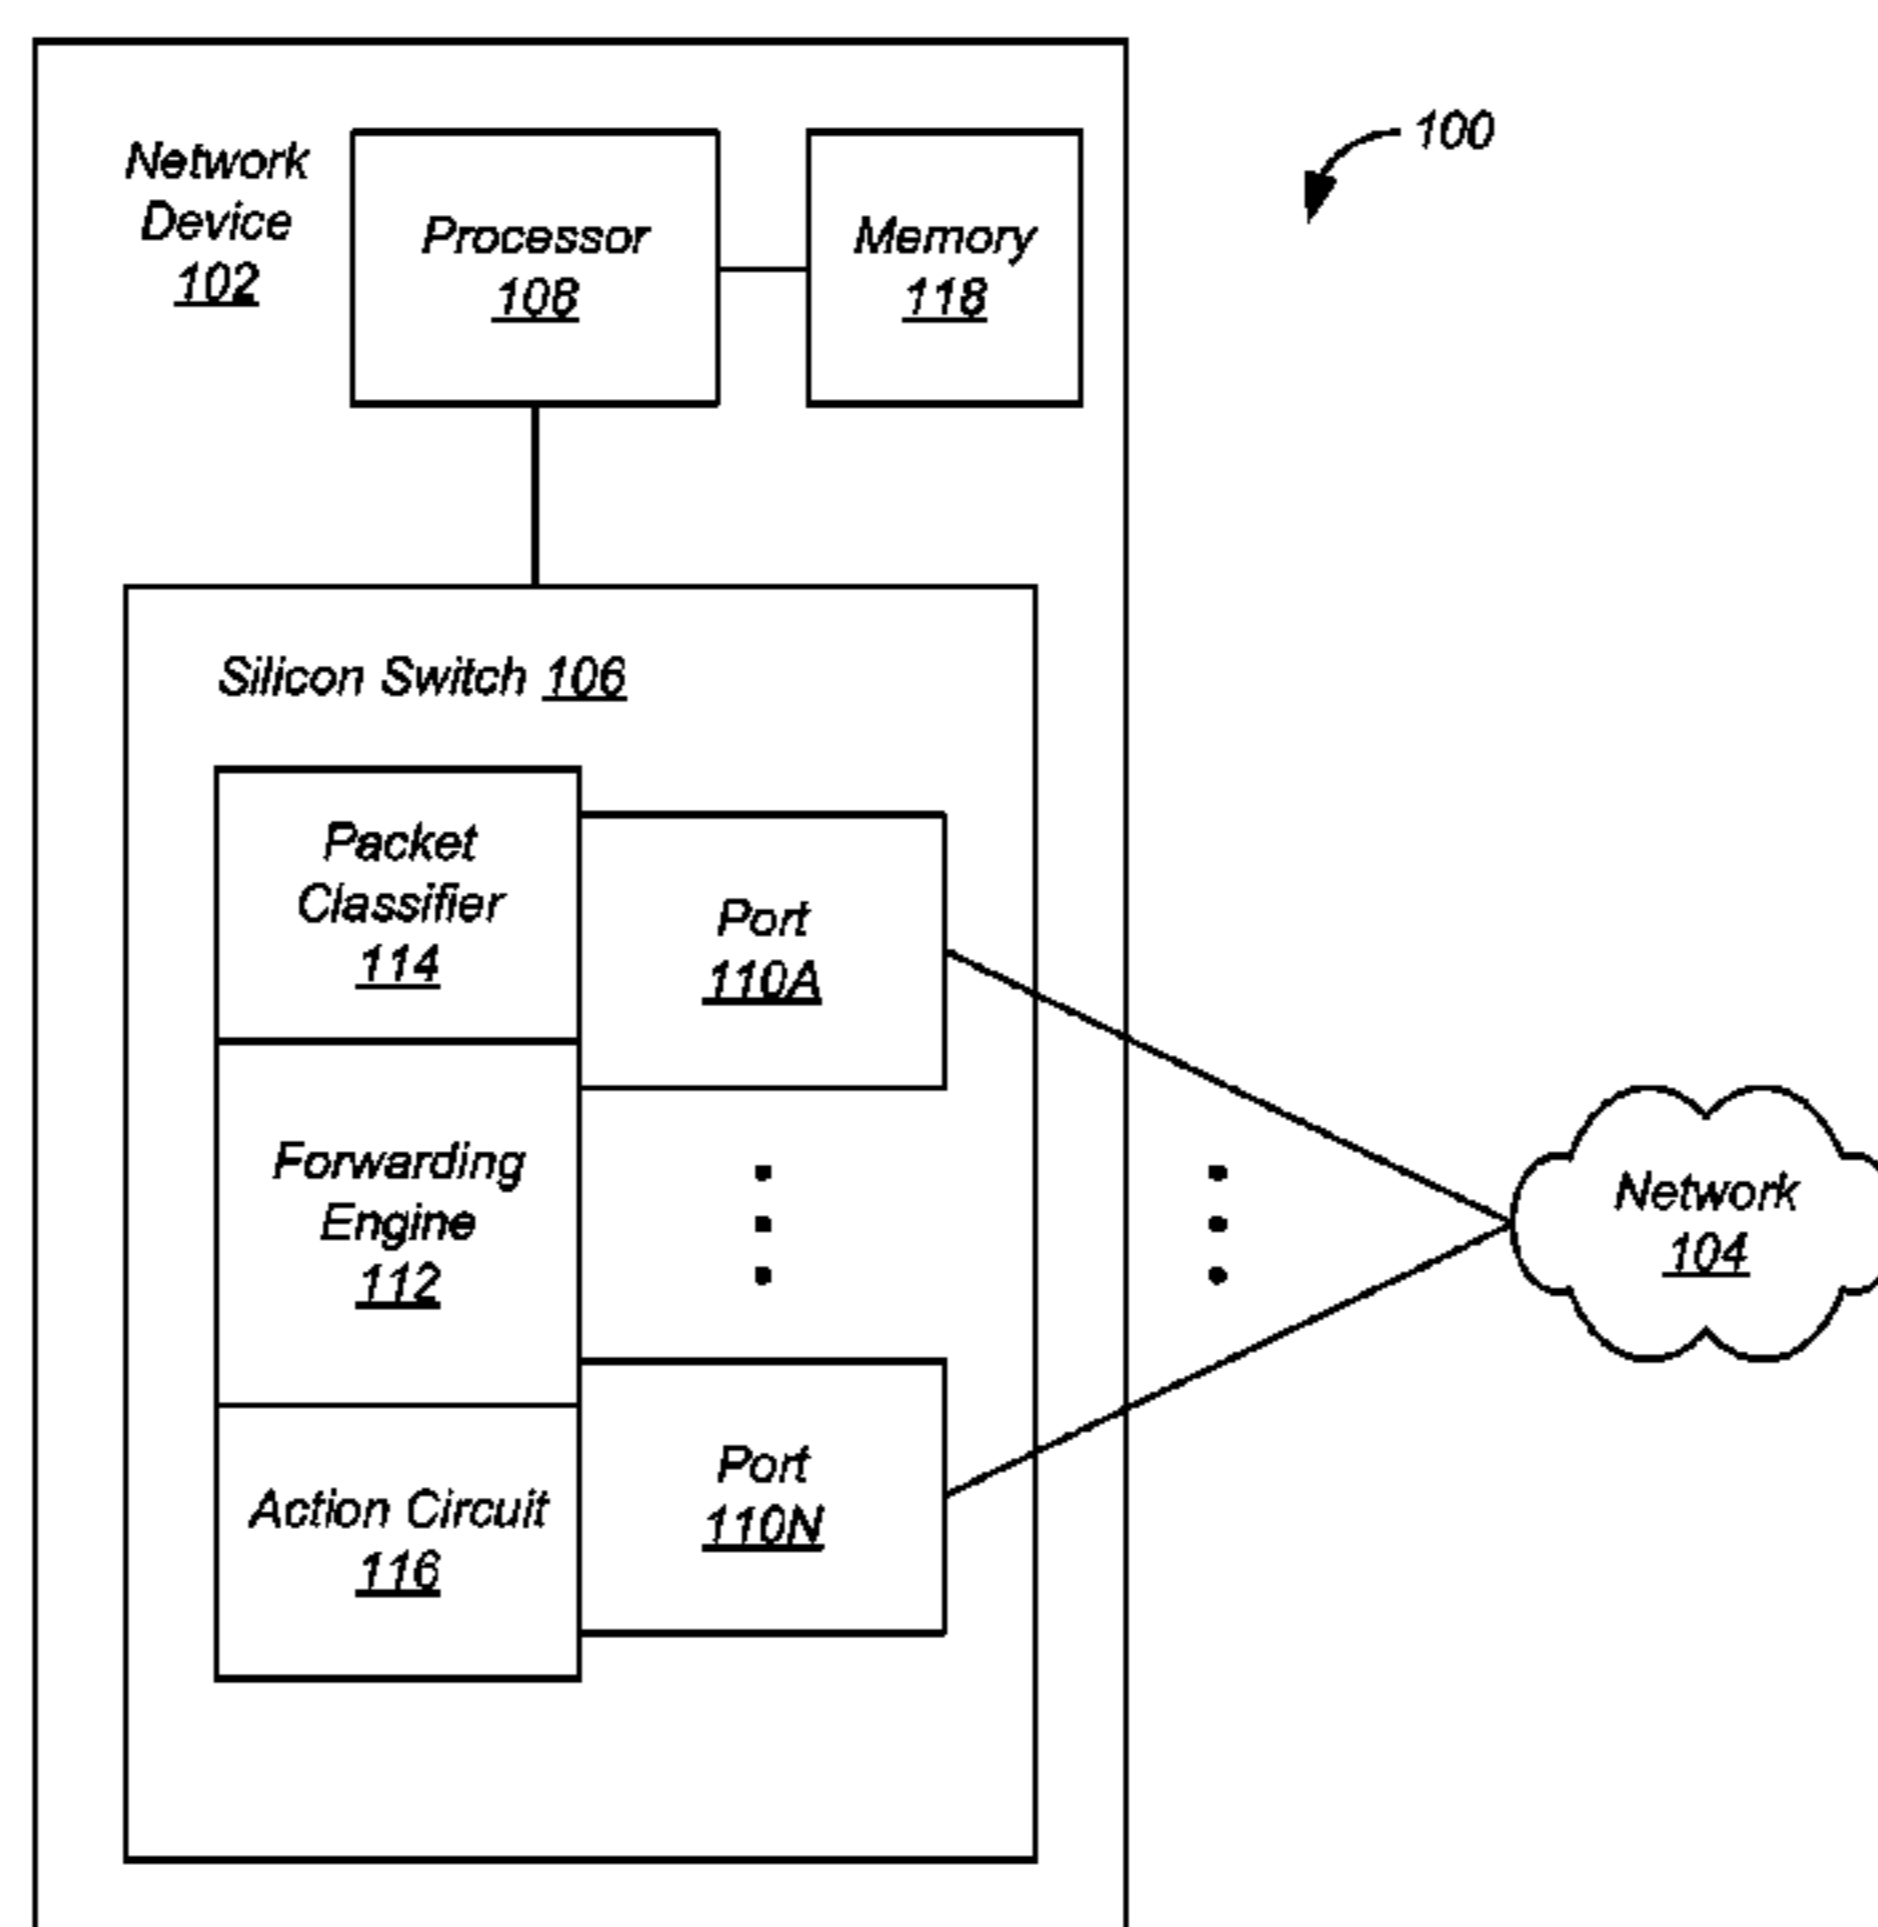 100
Network
Device
102
Processor
108
Memory
118
Silicon Switch 106
Packet
Classifier
114
Port
110A
Forwarding
Engine
112
Network
104
Action Circuit
116
Port
110N